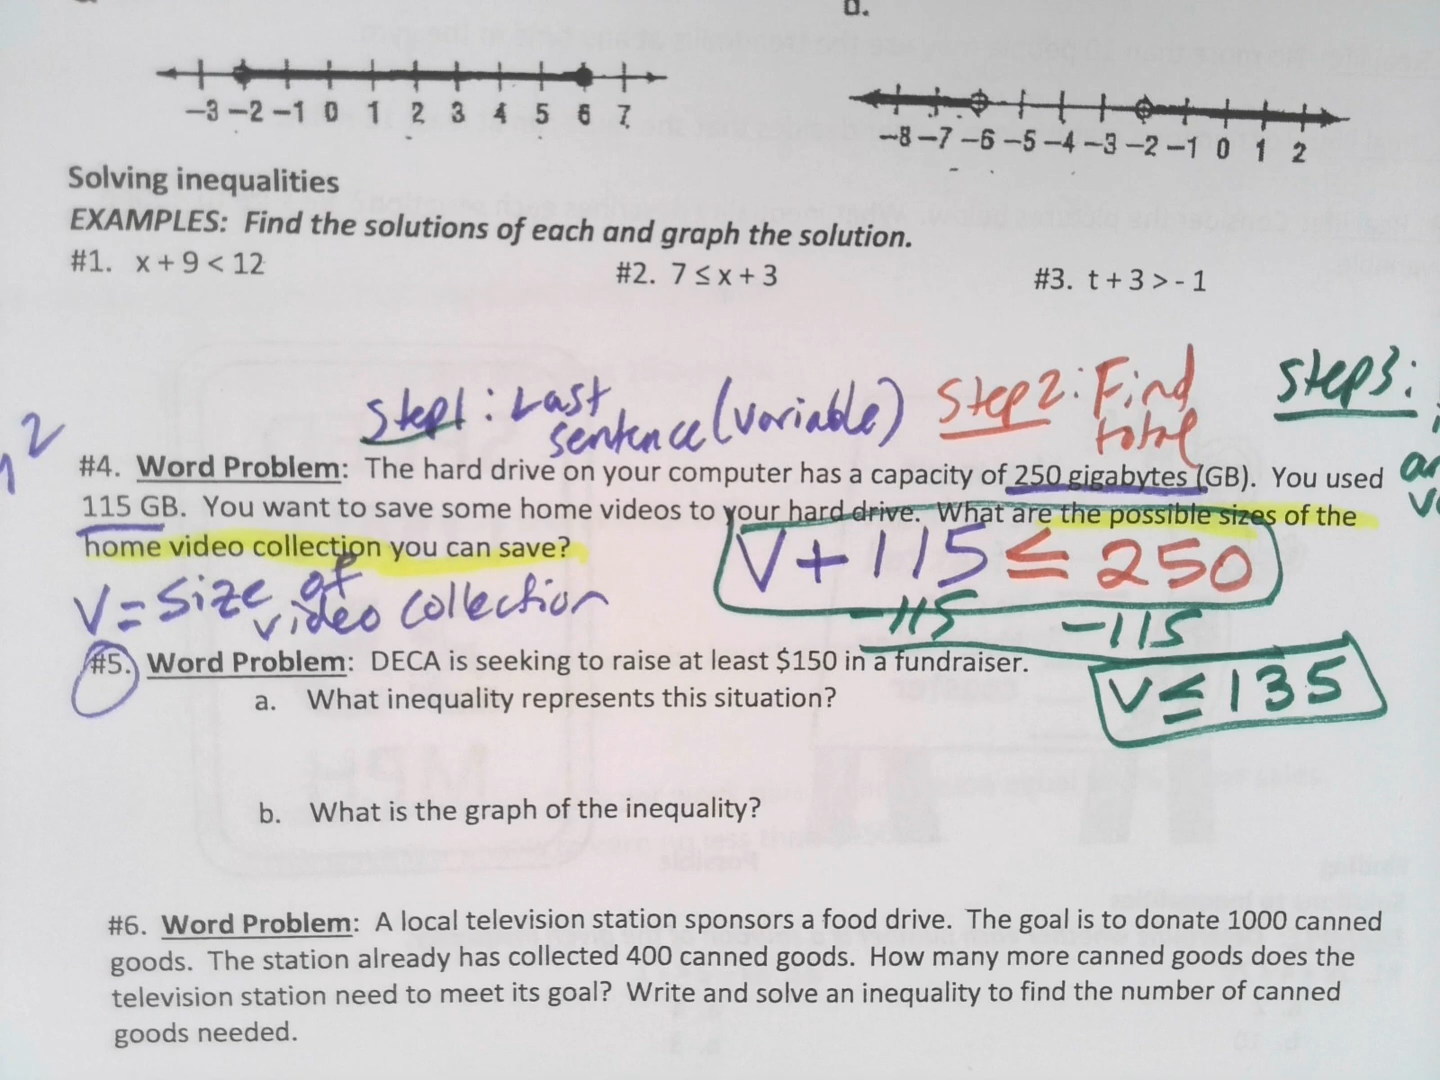 -3 -2 -1 0 1 2 3 4 5 6 7
-8 -7 -6 -5 -4 -3 -2 -1 0 1 2
Solving inequalities
EXAMPLES: Find the solutions of each and graph the solution.
#1. x + 9 < 12
#2. 7 ≤ x + 3
#3. t + 3 > - 1
Step1: Last sentence (variable)
Step2: Find total
Step3:
2
#4. Word Problem: The hard drive on your computer has a capacity of 250 gigabytes (GB). You used
115 GB. You want to save some home videos to your hard drive. What are the possible sizes of the
home video collection you can save?
V + 115 ≤ 250
V = size of video collection
-115 -115
#5. Word Problem: DECA is seeking to raise at least $150 in a fundraiser.
V ≤ 135
a. What inequality represents this situation?
b. What is the graph of the inequality?
#6. Word Problem: A local television station sponsors a food drive. The goal is to donate 1000 canned
goods. The station already has collected 400 canned goods. How many more canned goods does the
television station need to meet its goal? Write and solve an inequality to find the number of canned
goods needed.